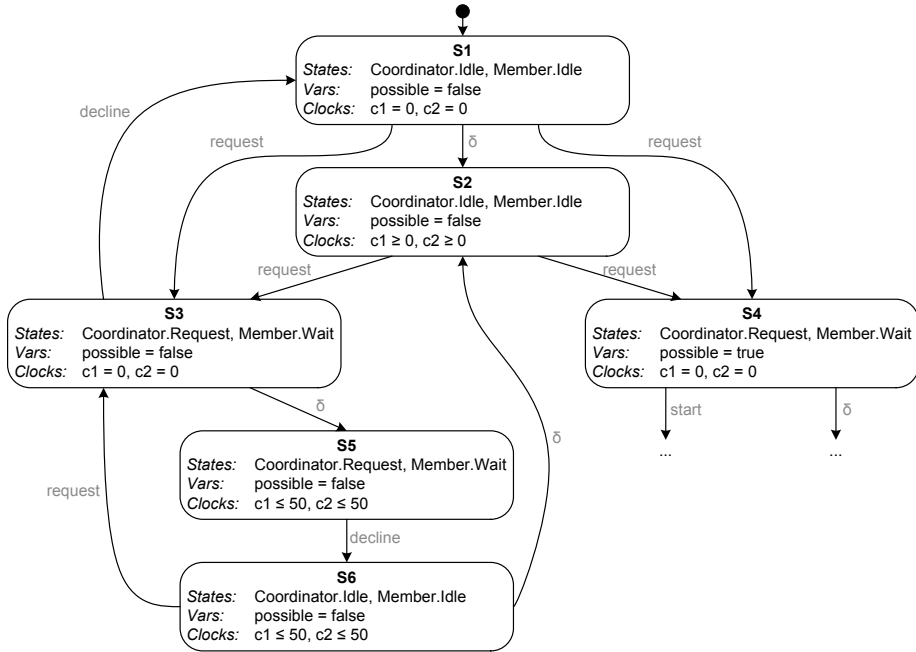 S1
States: Coordinator.Idle, Member.Idle
Vars: possible = false
Clocks: c1 = 0, c2 = 0
decline
request
δ
request
S2
States: Coordinator.Idle, Member.Idle
Vars: possible = false
Clocks: c1 ≥ 0, c2 ≥ 0
request
request
S3
States: Coordinator.Request, Member.Wait
Vars: possible = false
Clocks: c1 = 0, c2 = 0
S4
States: Coordinator.Request, Member.Wait
Vars: possible = true
Clocks: c1 = 0, c2 = 0
δ
start
δ
...
...
S5
States: Coordinator.Request, Member.Wait
Vars: possible = false
Clocks: c1 ≤ 50, c2 ≤ 50
δ
request
decline
S6
States: Coordinator.Idle, Member.Idle
Vars: possible = false
Clocks: c1 ≤ 50, c2 ≤ 50